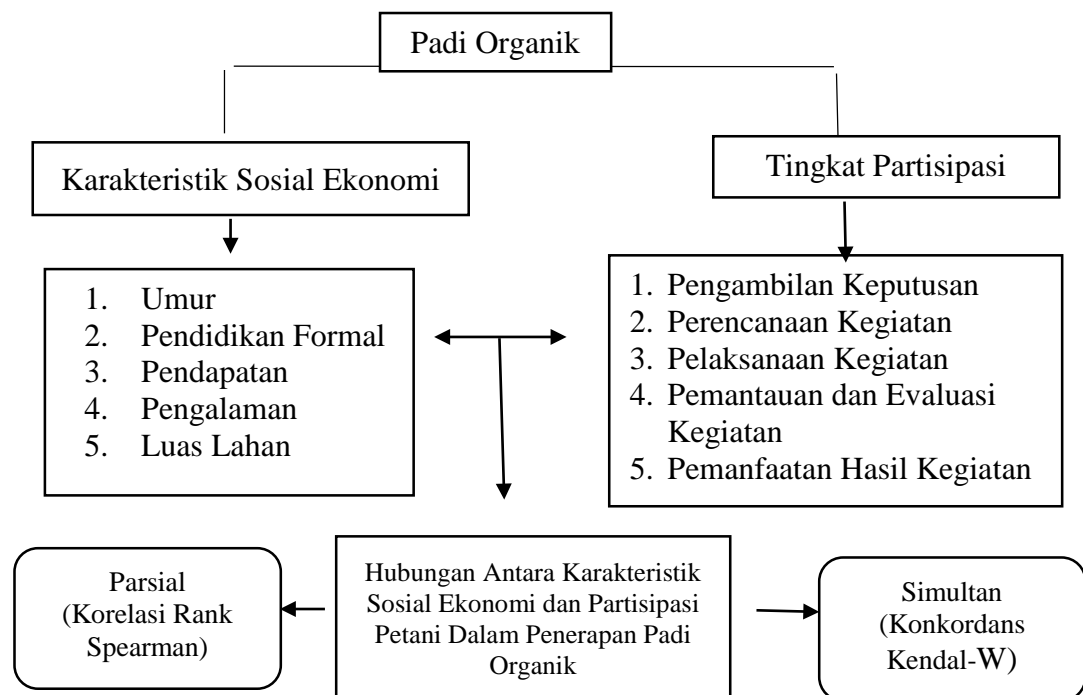 Padi Organik
Karakteristik Sosial Ekonomi
Tingkat Partisipasi
1. Umur
2. Pendidikan Formal
3. Pendapatan
4. Pengalaman
5. Luas Lahan
1. Pengambilan Keputusan
2. Perencanaan Kegiatan
3. Pelaksanaan Kegiatan
4. Pemantauan dan Evaluasi
Kegiatan
5. Pemanfaatan Hasil Kegiatan
Parsial
(Korelasi Rank
Spearman)
Hubungan Antara Karakteristik
Sosial Ekonomi dan Partisipasi
Petani Dalam Penerapan Padi
Organik
Simultan
(Konkordans
Kendal-W)